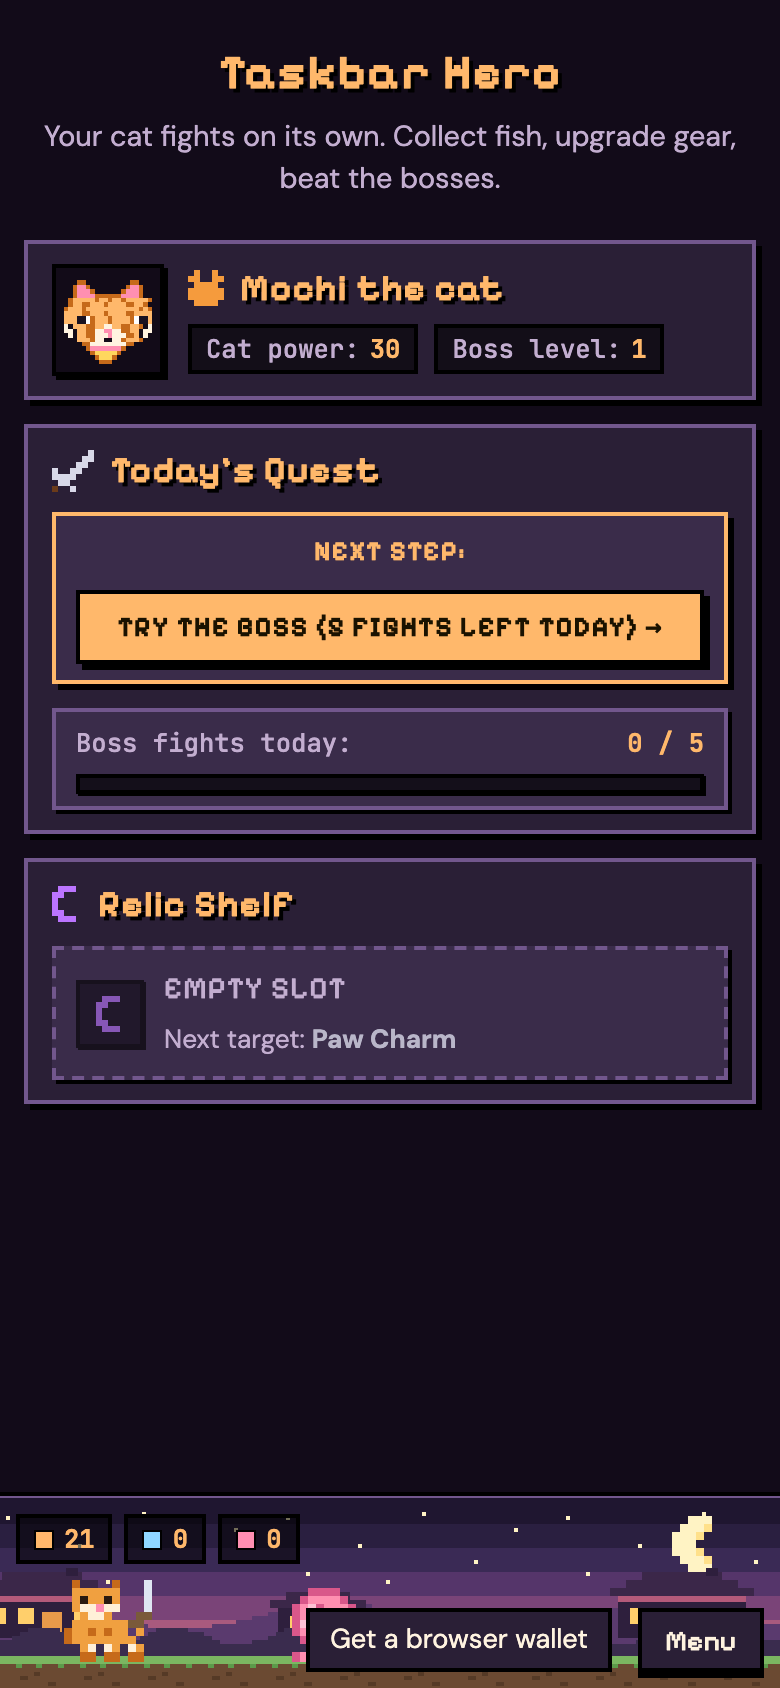 Taskbar Hero
Your cat fights on its own. Collect fish, upgrade gear,
beat the bosses.
Mochi the cat
Cat power: 30
Boss level: 1
Today's Quest
NEXT STEP:
TRY THE BOSS (5 FIGHTS LEFT TODAY) →
Boss fights today: 0 / 5
Relic Shelf
EMPTY SLOT
Next target: Paw Charm
21 0 0
Get a browser wallet
Menu